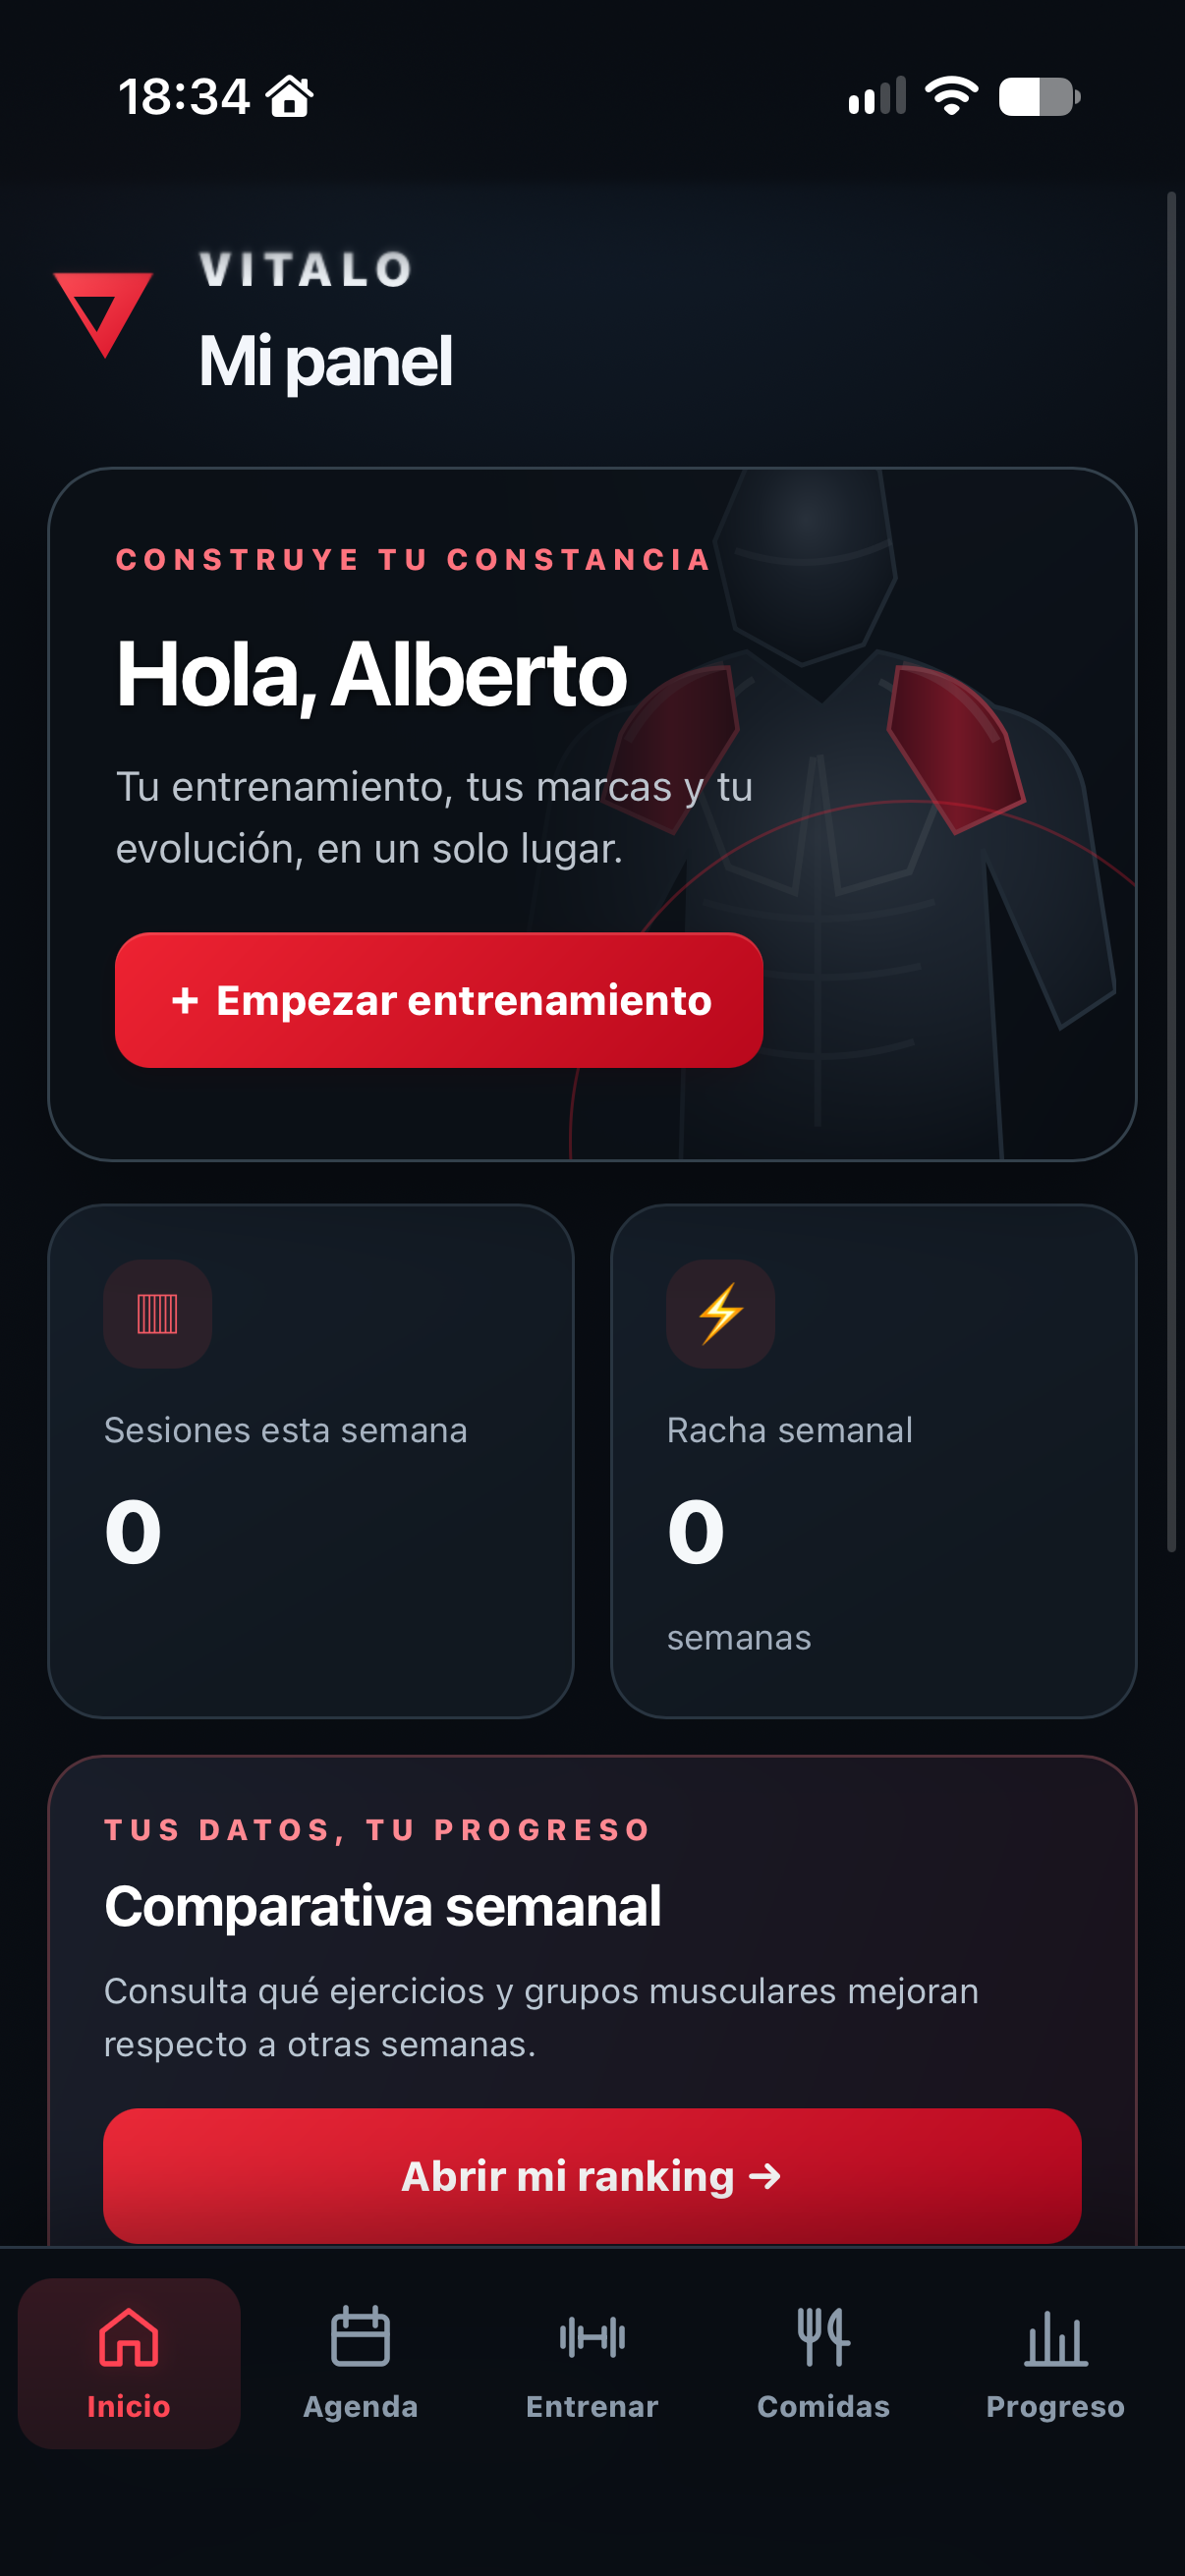 18:34
VITALO
Mi panel
CONSTRUYE TU CONSTANCIA
Hola, Alberto
Tu entrenamiento, tus marcas y tu
evolución, en un solo lugar.
+ Empezar entrenamiento
Sesiones esta semana
0
Racha semanal
0
semanas
TUS DATOS, TU PROGRESO
Comparativa semanal
Consulta qué ejercicios y grupos musculares mejoran
respecto a otras semanas.
Abrir mi ranking →
Inicio
Agenda
Entrenar
Comidas
Progreso